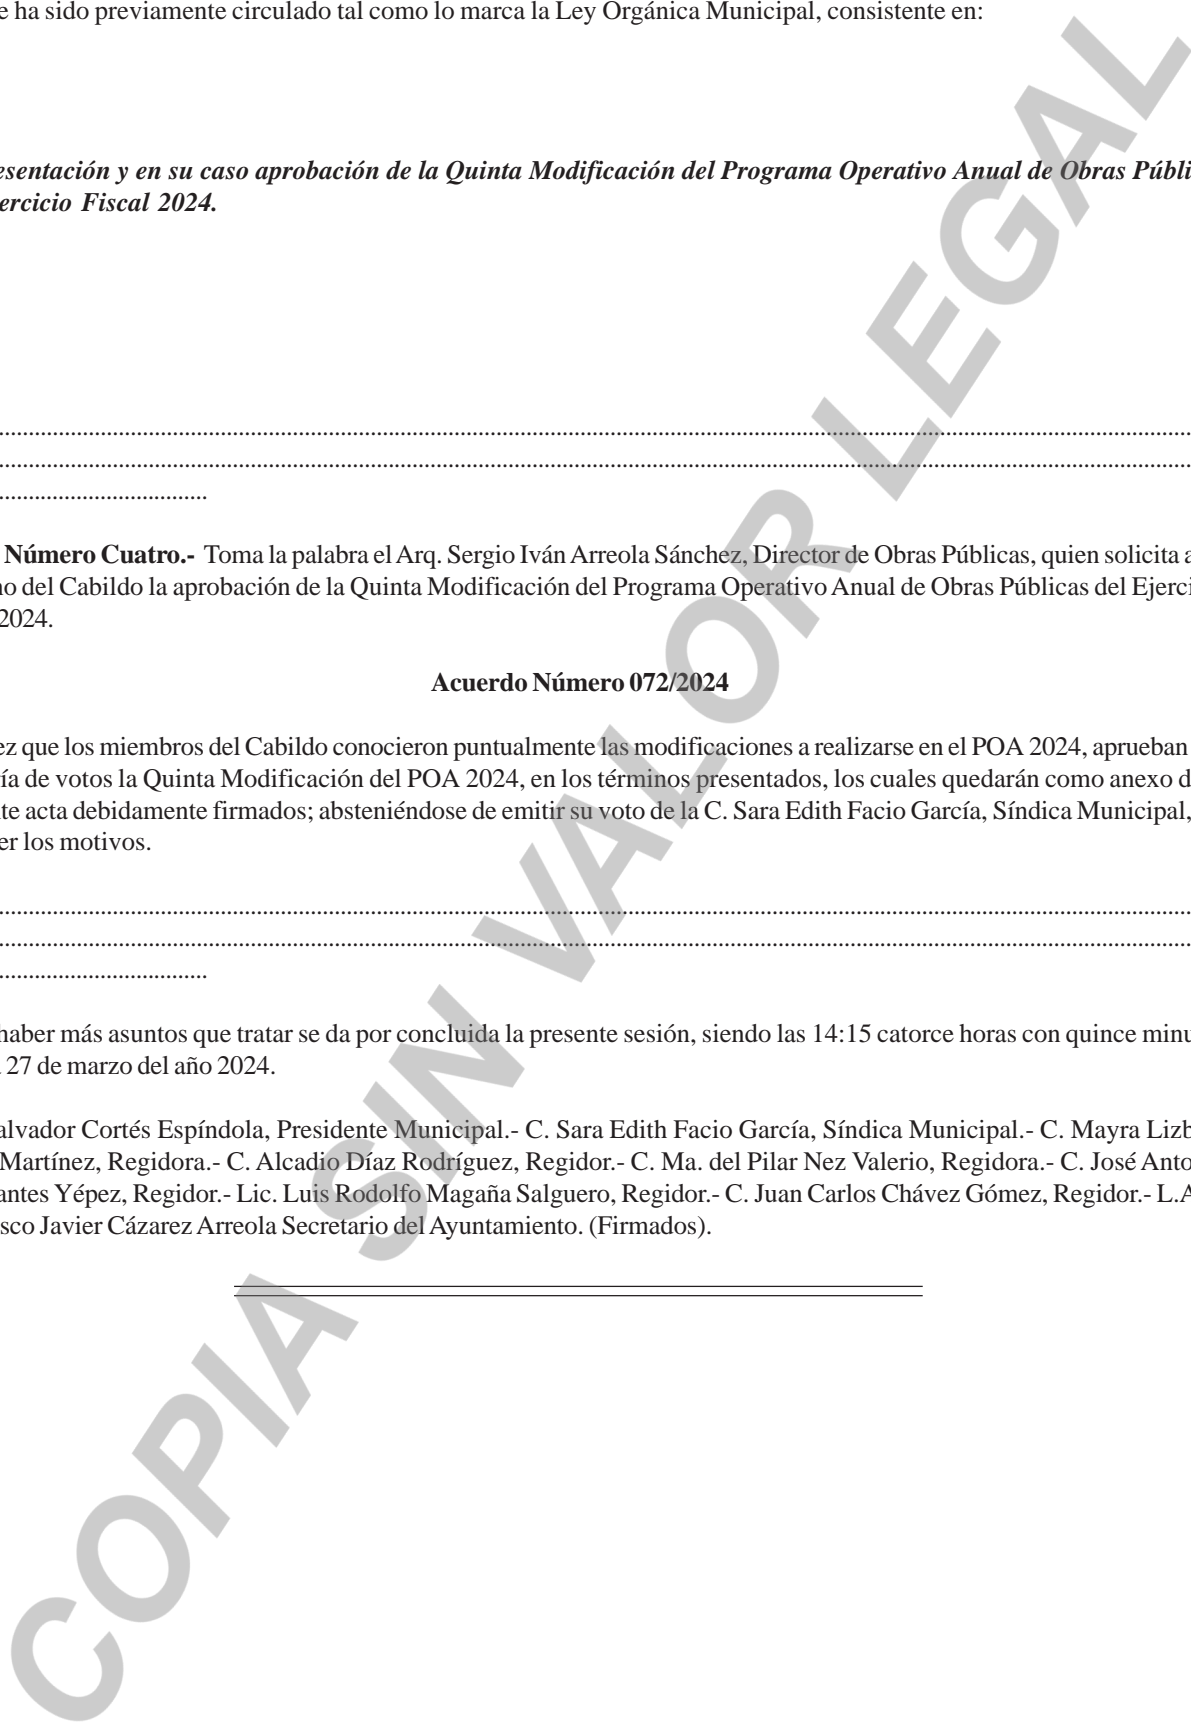 e ha sido previamente circulado tal como lo marca la Ley Orgánica Municipal, consistente en:
esentación y en su caso aprobación de la Quinta Modificación del Programa Operativo Anual de Obras Públi
ercicio Fiscal 2024.
..........................................................................................................................................................................................................
..........................................................................................................................................................................................................
...................................
Número Cuatro.- Toma la palabra el Arq. Sergio Iván Arreola Sánchez, Director de Obras Públicas, quien solicita a
no del Cabildo la aprobación de la Quinta Modificación del Programa Operativo Anual de Obras Públicas del Ejerci
2024.
Acuerdo Número 072/2024
ez que los miembros del Cabildo conocieron puntualmente las modificaciones a realizarse en el POA 2024, aprueban
ía de votos la Quinta Modificación del POA 2024, en los términos presentados, los cuales quedarán como anexo d
te acta debidamente firmados; absteniéndose de emitir su voto de la C. Sara Edith Facio García, Síndica Municipal,
er los motivos.
..........................................................................................................................................................................................................
..........................................................................................................................................................................................................
...................................
haber más asuntos que tratar se da por concluida la presente sesión, siendo las 14:15 catorce horas con quince minu
a 27 de marzo del año 2024.
alvador Cortés Espíndola, Presidente Municipal.- C. Sara Edith Facio García, Síndica Municipal.- C. Mayra Lizb
Martínez, Regidora.- C. Alcadio Díaz Rodríguez, Regidor.- C. Ma. del Pilar Nez Valerio, Regidora.- C. José Anto
antes Yépez, Regidor.- Lic. Luis Rodolfo Magaña Salguero, Regidor.- C. Juan Carlos Chávez Gómez, Regidor.- L.A
sco Javier Cázarez Arreola Secretario del Ayuntamiento. (Firmados).
COPIA SIN VALOR LEGAL